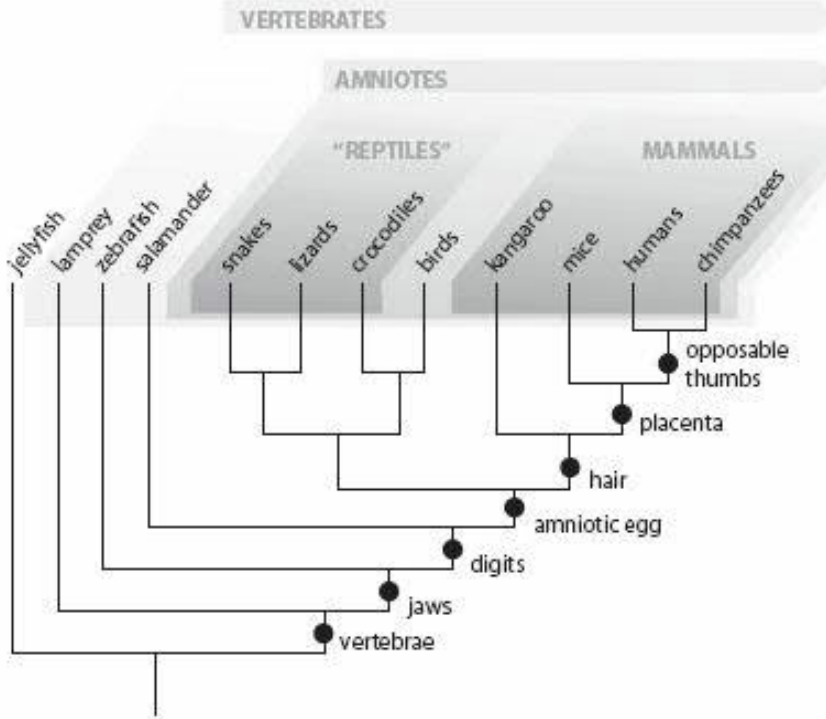 VERTEBRATES
AMNIOTES
"REPTILES"
MAMMALS
jellyfish
lamprey
zebrafish
salamander
snakes
lizards
crocodiles
birds
kangaroo
mice
humans
chimpanzees
opposable
thumbs
placenta
hair
amniotic egg
digits
jaws
vertebrae